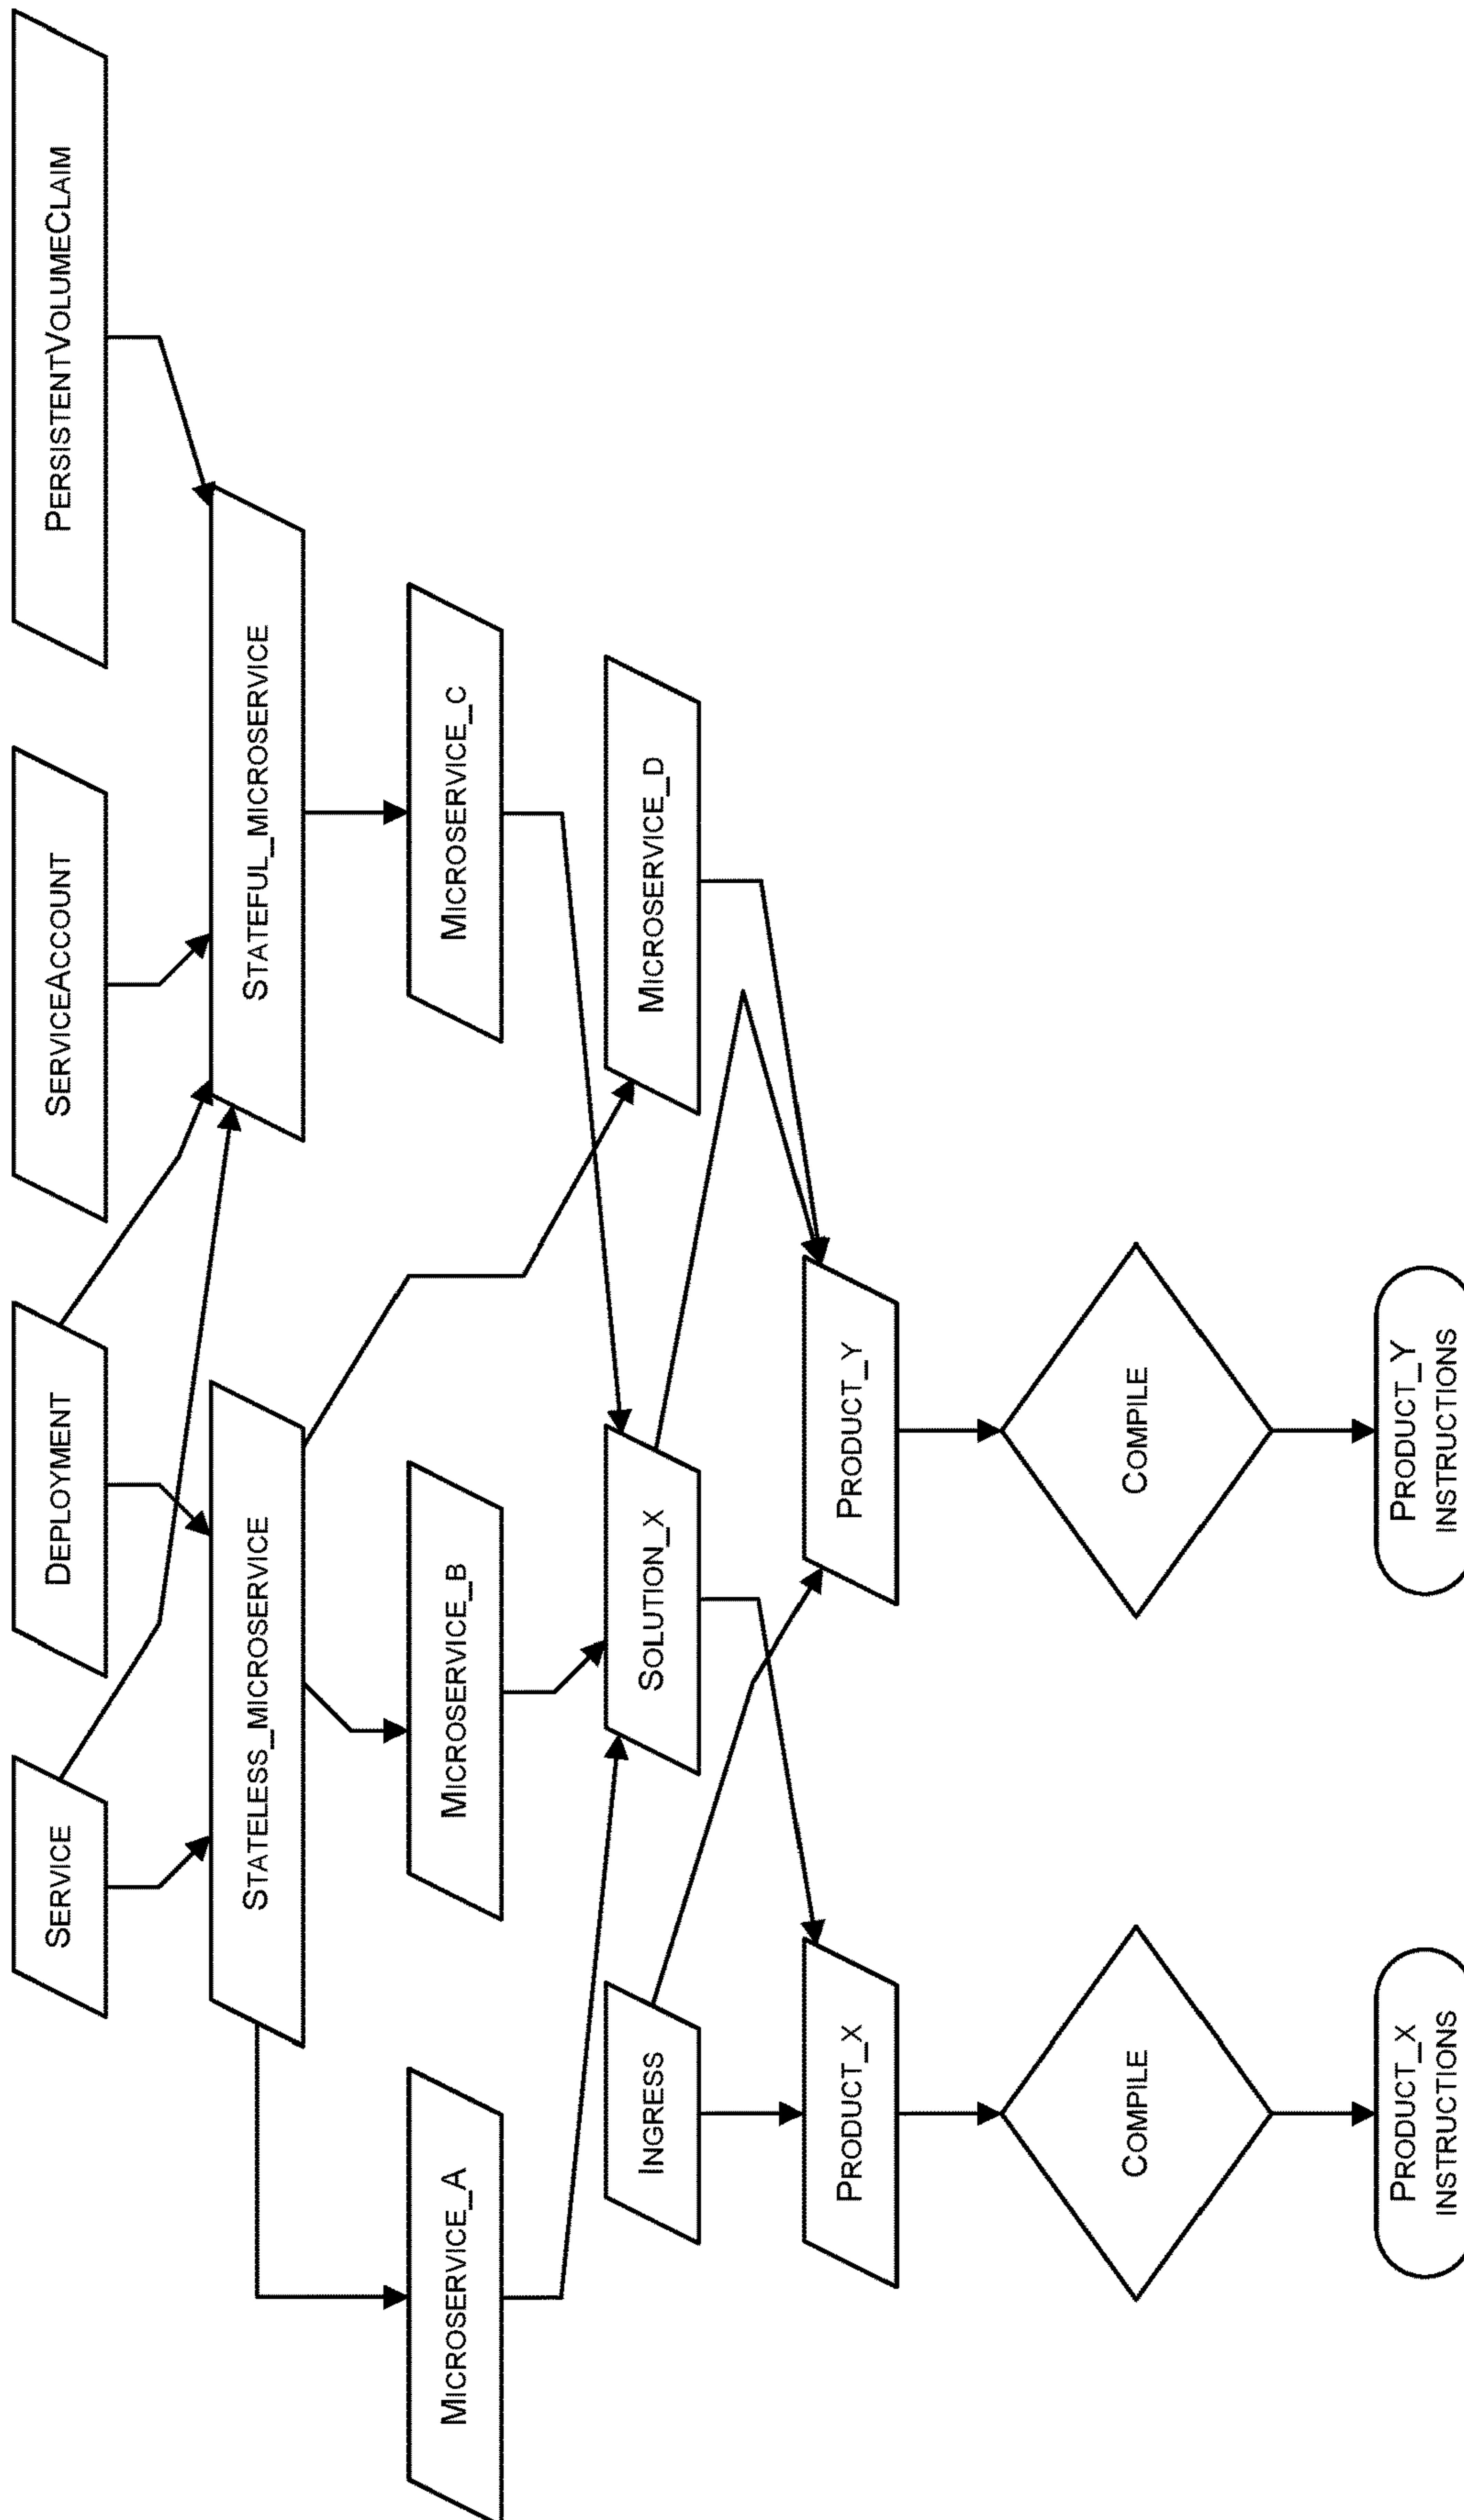 SERVICE
DEPLOYMENT
SERVICEACCOUNT
PERSISTENTVOLUMECLAIM
STATELESS_MICROSERVICE
STATEFUL_MICROSERVICE
MICROSERVICE_A
MICROSERVICE_B
MICROSERVICE_C
INGRESS
SOLUTION_X
MICROSERVICE_D
PRODUCT_X
PRODUCT_Y
COMPILE
COMPILE
PRODUCT_X
INSTRUCTIONS
PRODUCT_Y
INSTRUCTIONS